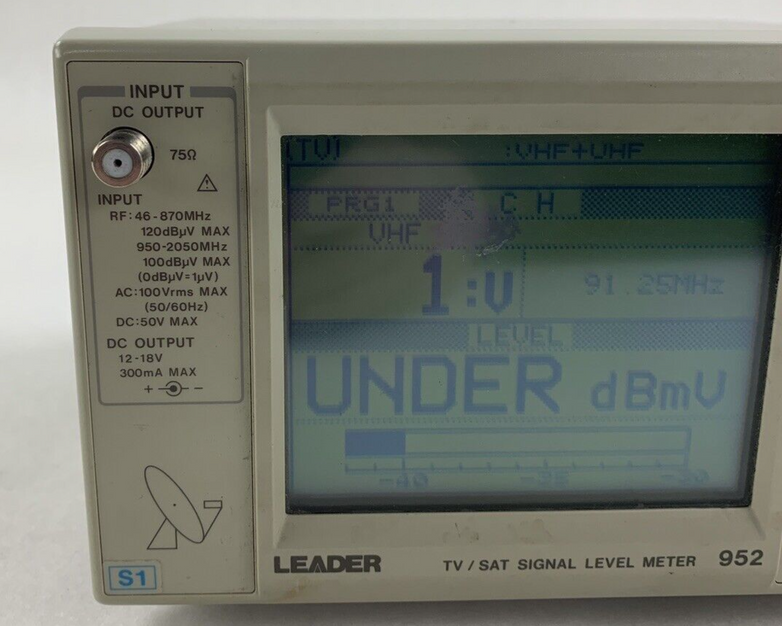 INPUT
DC OUTPUT
75Ω
INPUT
RF:46-870MHz
120dBμV MAX
950-2050MHz
100dBμV MAX
(0dBμV=1μV)
AC:100Vrms MAX
(50/60Hz)
DC:50V MAX
DC OUTPUT
12-18V
300mA MAX
+ -
S1
[TV] :VHF+UHF
PRG1 CH
VHF
1:V 91.25MHz
LEVEL
UNDER dBmV
-40 -35 -30
LEADER TV/SAT SIGNAL LEVEL METER 952